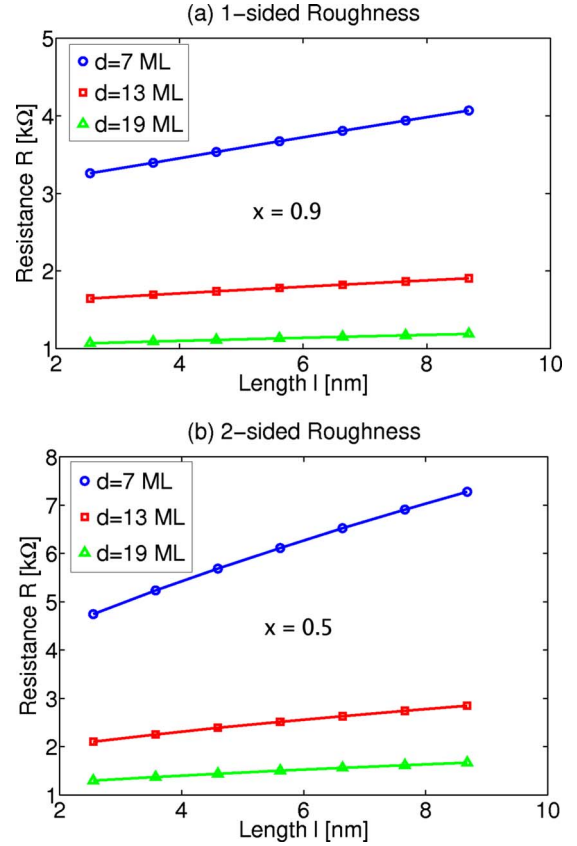 (a) 1-sided Roughness
d=7 ML
d=13 ML
d=19 ML
x = 0.9
Resistance R [kΩ]
5
4
3
2
1
2 4 6 8 10
Length l [nm]
(b) 2-sided Roughness
d=7 ML
d=13 ML
d=19 ML
x = 0.5
Resistance R [kΩ]
8
7
6
5
4
3
2
1
2 4 6 8 10
Length l [nm]